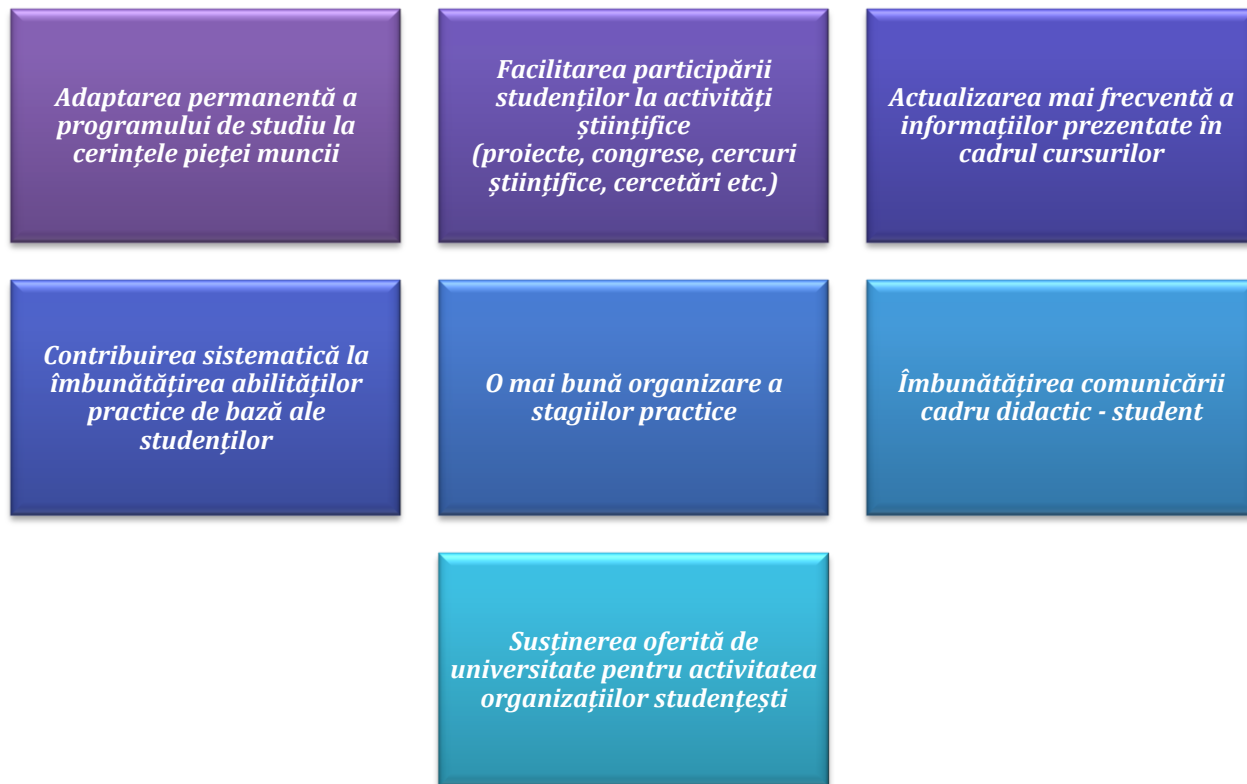 Adaptarea permanentă a
programului de studiu la
cerințele pieței muncii
Facilitarea participării
studenților la activități
științifice
(proiecte, congrese, cercuri
științifice, cercetări etc.)
Actualizarea mai frecventă a
informațiilor prezentate în
cadrul cursurilor
Contribuirea sistematică la
îmbunătățirea abilităților
practice de bază ale
studenților
O mai bună organizare a
stagiilor practice
Îmbunătățirea comunicării
cadru didactic - student
Susținerea oferită de
universitate pentru activitatea
organizațiilor studențești